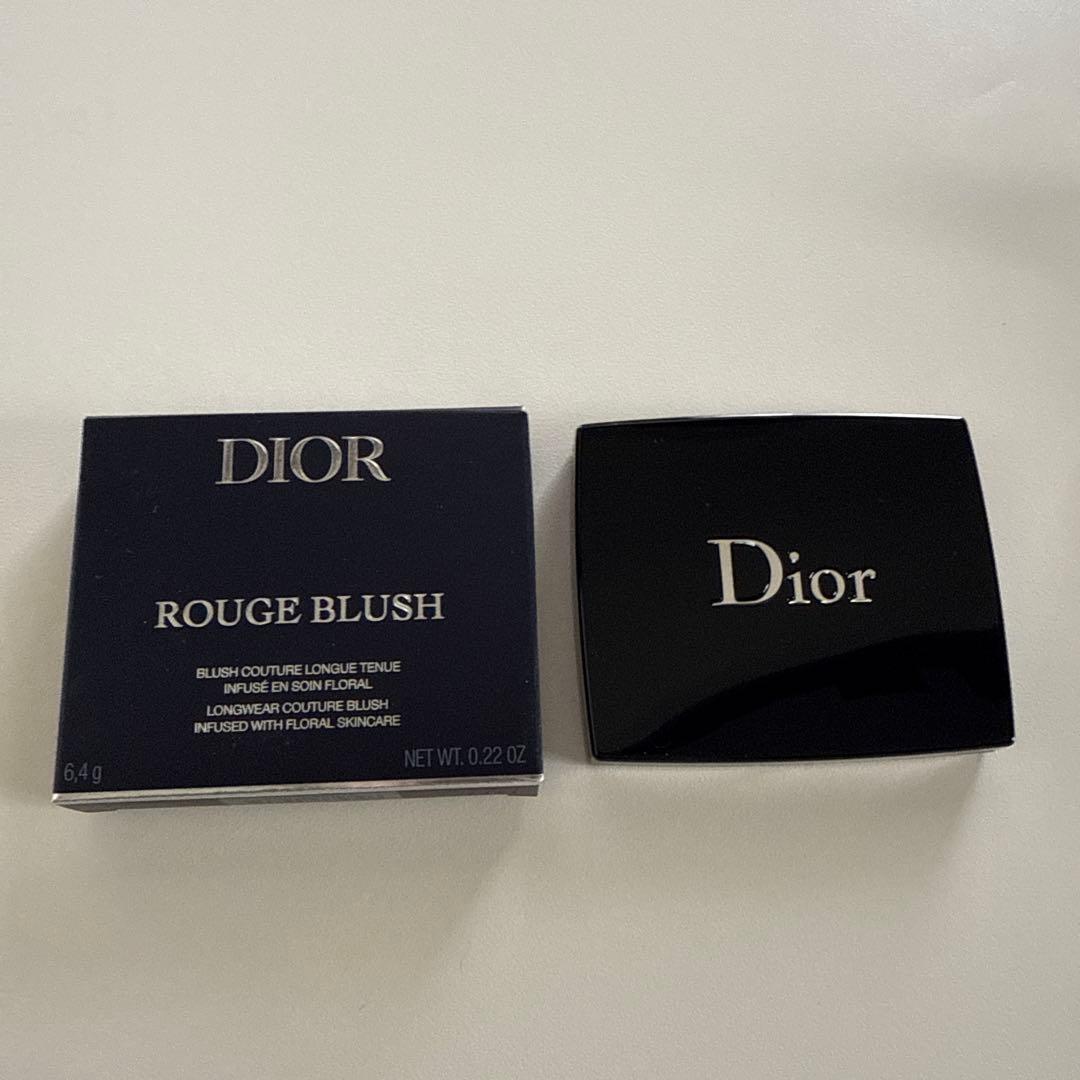 DIOR
ROUGE BLUSH
BLUSH COUTURE LONGUE TENUE
INFUSÉ EN SOIN FLORAL
LONGWEAR COUTURE BLUSH
INFUSED WITH FLORAL SKINCARE
6,4 g
NET WT. 0.22 OZ
Dior